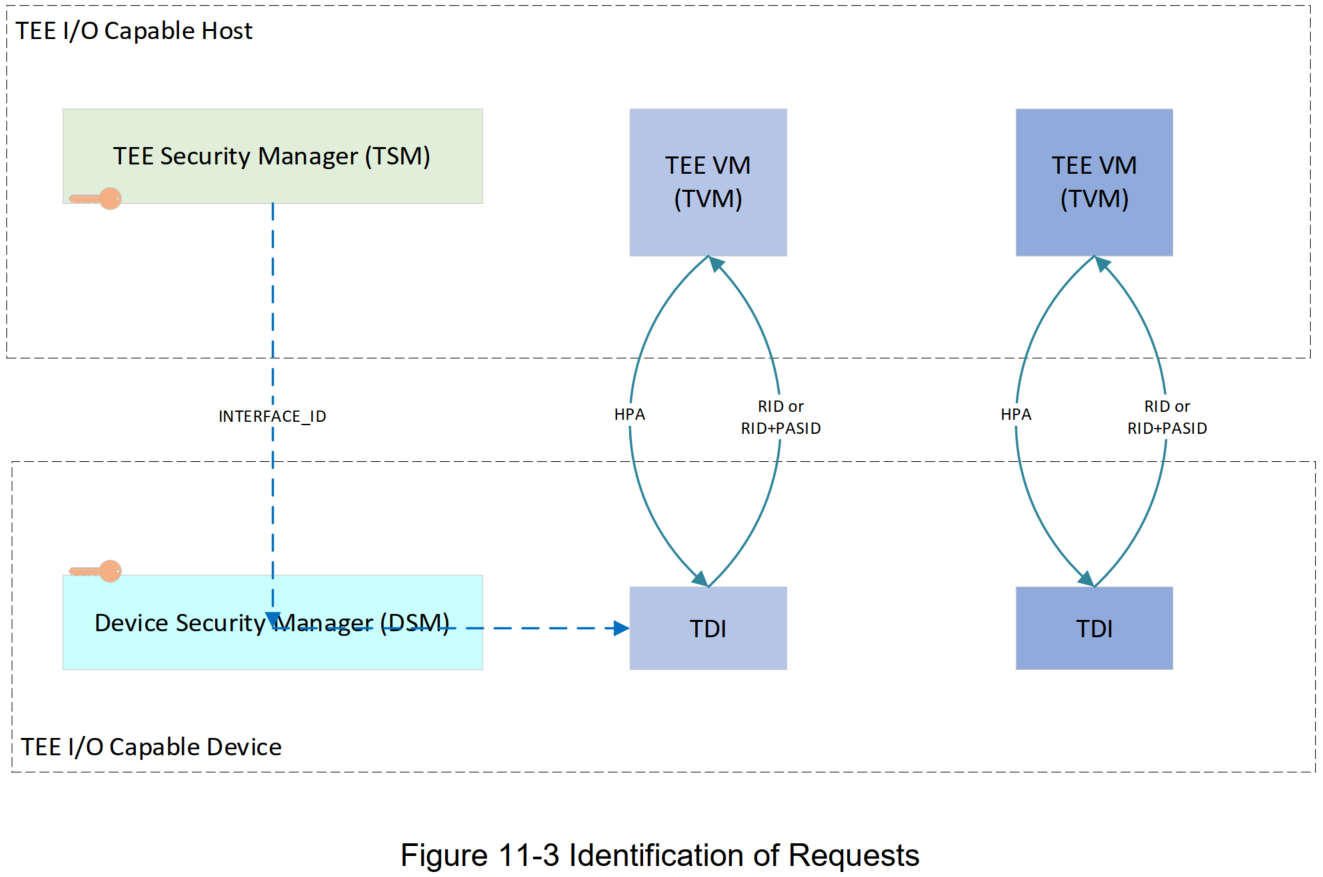 TEE I/O Capable Host
TEE Security Manager (TSM)
TEE VM
(TVM)
TEE VM
(TVM)
INTERFACE_ID
HPA
RID or
RID+PASID
HPA
RID or
RID+PASID
Device Security Manager (DSM)
TDI
TDI
TEE I/O Capable Device
Figure 11-3 Identification of Requests